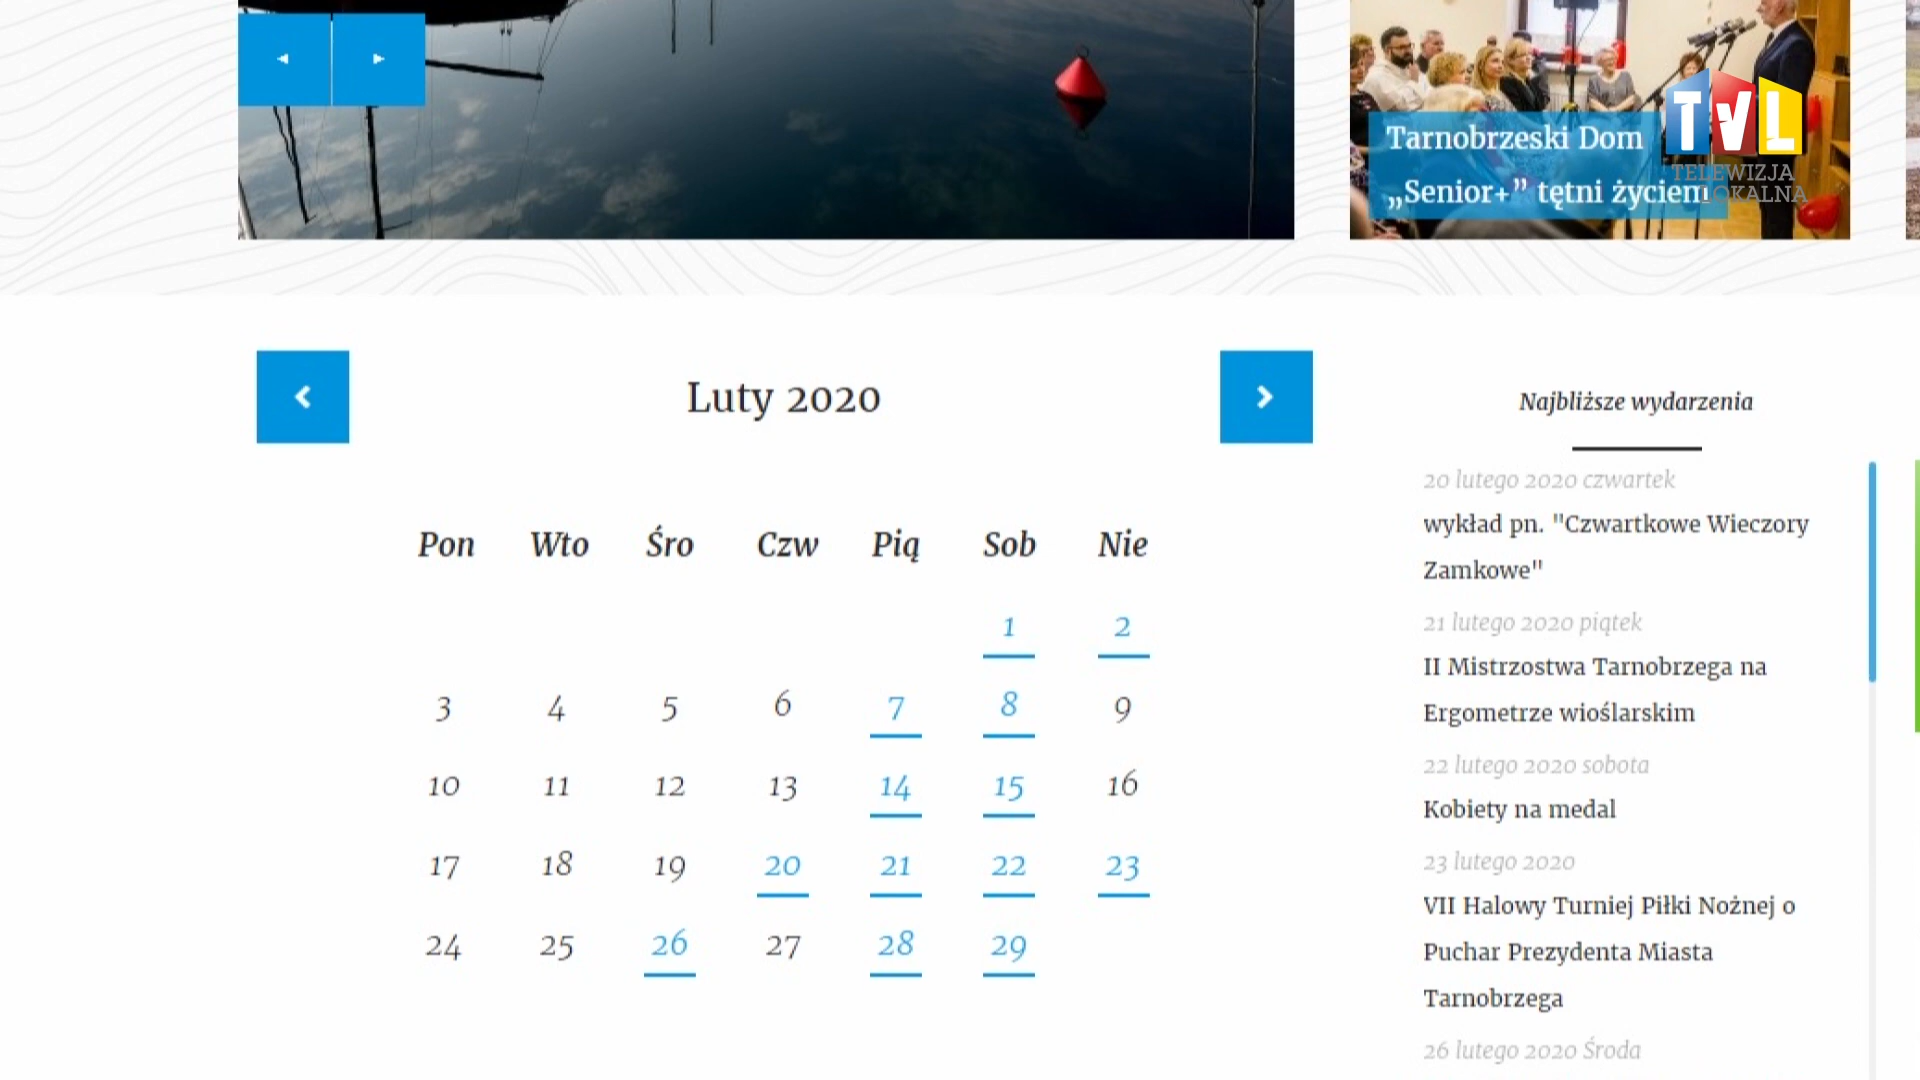 Tarnobrzeski Dom
„Senior+” tętni życiem
TVL
TELEWIZJA
LOKALNA
Luty 2020
Pon Wto Śro Czw Pią Sob Nie
1 2
3 4 5 6 7 8 9
10 11 12 13 14 15 16
17 18 19 20 21 22 23
24 25 26 27 28 29
Najbliższe wydarzenia
20 lutego 2020 czwartek
wykład pn. "Czwartkowe Wieczory
Zamkowe"
21 lutego 2020 piątek
II Mistrzostwa Tarnobrzega na
Ergometrze wioślarskim
22 lutego 2020 sobota
Kobiety na medal
23 lutego 2020
VII Halowy Turniej Piłki Nożnej o
Puchar Prezydenta Miasta
Tarnobrzega
26 lutego 2020 Środa